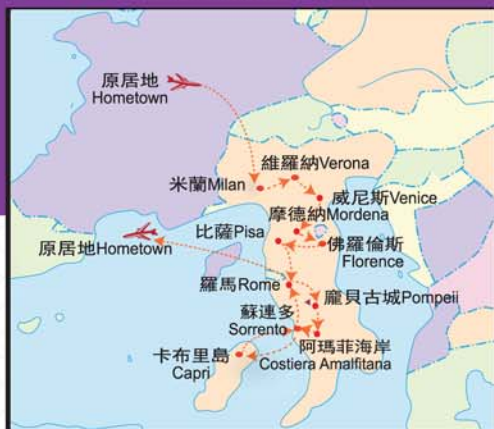 原居地
Hometown
維羅納Verona
米蘭Milan
威尼斯Venice
摩德納Mordena
比薩Pisa
原居地Hometown
佛羅倫斯
Florence
羅馬Rome
龐貝古城Pompeii
蘇連多
Sorrento
阿瑪菲海岸
Costiera Amalfitana
卡布里島
Capri